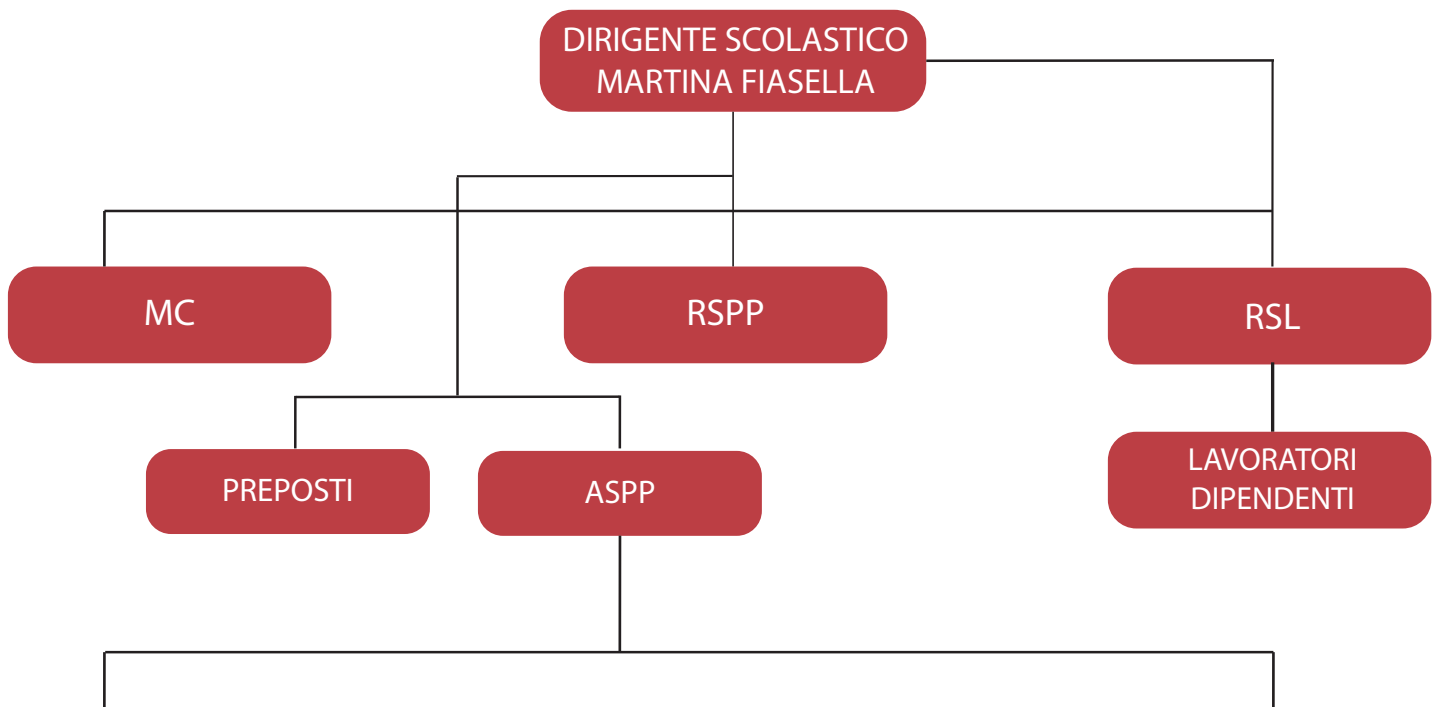 DIRIGENTE SCOLASTICO
MARTINA FIASELLA
MC
RSPP
RSL
PREPOSTI
ASPP
LAVORATORI
DIPENDENTI